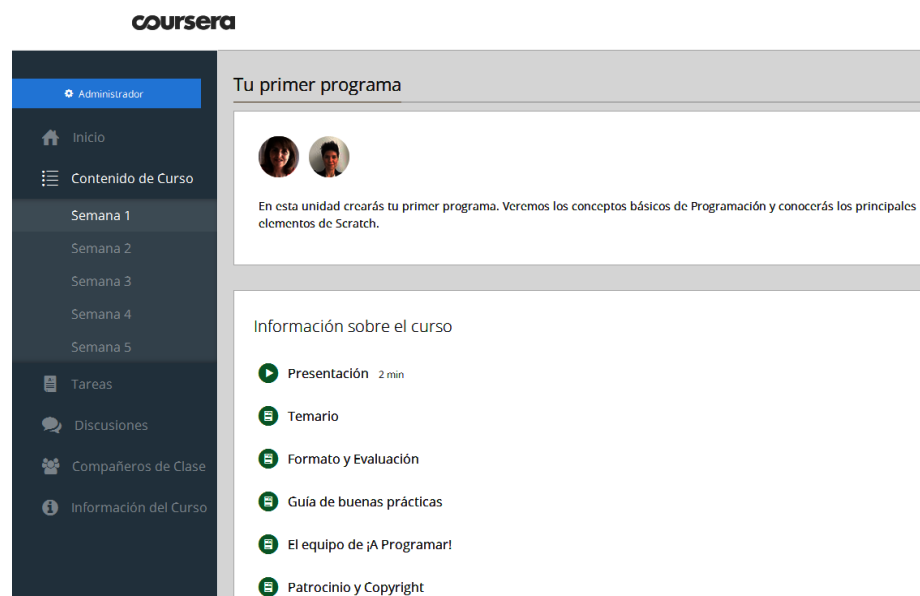 coursera
Administrador
Inicio
Contenido de Curso
Semana 1
Semana 2
Semana 3
Semana 4
Semana 5
Tareas
Discusiones
Compañeros de Clase
Información del Curso
Tu primer programa
En esta unidad crearás tu primer programa. Veremos los conceptos básicos de Programación y conocerás los principales
elementos de Scratch.
Información sobre el curso
Presentación 2 min
Temario
Formato y Evaluación
Guía de buenas prácticas
El equipo de ¡A Programar!
Patrocinio y Copyright